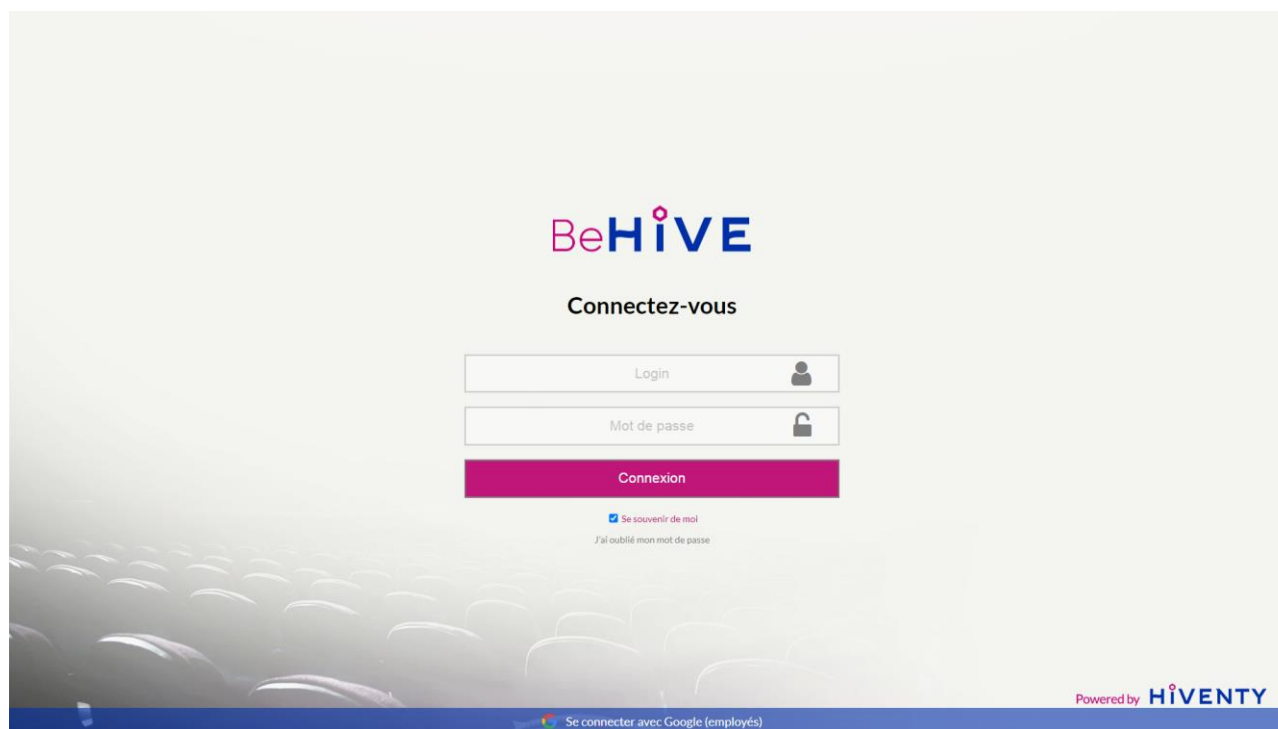 BeHiVE
Connectez-vous
Login
Mot de passe
Connexion
Se souvenir de moi
J'ai oublié mon mot de passe
Powered by HiVENTY
Se connecter avec Google (employés)